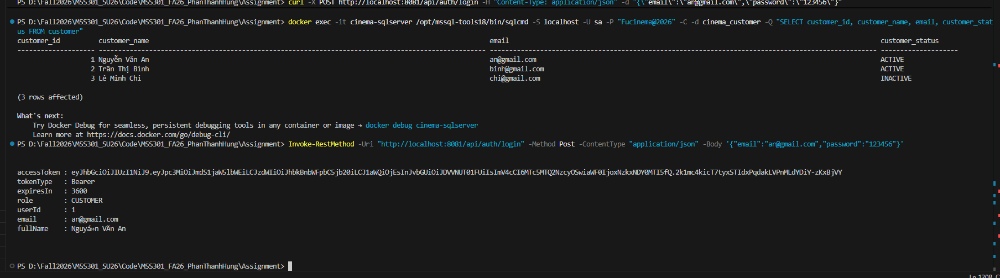 PS D:\Fall2026\MSS301_SU26\Code\MSS301_FA26_PhanThanhHung\Assignment> curl -X POST http://localhost:8081/api/auth/login -H "Content-Type: application/json" -d "{\"email\":\"an@gmail.com\",\"password\":\"123456\"}"
PS D:\Fall2026\MSS301_SU26\Code\MSS301_FA26_PhanThanhHung\Assignment> docker exec -it cinema-sqlserver /opt/mssql-tools18/bin/sqlcmd -S localhost -U sa -P "Fucinema@2026" -C -d cinema_customer -Q "SELECT customer_id, customer_name, email, customer_stat
us FROM customer"
customer_id customer_name email customer_status
-------------------- ---------------------------------------------------------------------------------------------------- ---------------------------------------------------------------------------------------------------- --------------------
1 Nguyễn Văn An an@gmail.com ACTIVE
2 Trần Thị Bình binh@gmail.com ACTIVE
3 Lê Minh Chi chi@gmail.com INACTIVE
(3 rows affected)
What's next:
Try Docker Debug for seamless, persistent debugging tools in any container or image → docker debug cinema-sqlserver
Learn more at https://docs.docker.com/go/debug-cli/
PS D:\Fall2026\MSS301_SU26\Code\MSS301_FA26_PhanThanhHung\Assignment> Invoke-RestMethod -Uri "http://localhost:8081/api/auth/login" -Method Post -ContentType "application/json" -Body '{"email":"an@gmail.com","password":"123456"}'
accessToken : eyJhbGciOiJIUzI1NiJ9.eyJpc3MiOiJmdS1jaW5lbWEiLCJzdWIiOiJhbkBnbWFpbC5jb20iLCJ1aWQiOjEsInJvbGUiOiJDVVNUT01FUiIsImV4cCI6MTc5MTQ2NzcyOSwiaWF0IjoxNzkxNDY0MTI5fQ.2k1mc4kicT7tyxSTIdxPqdakLVPnMLdYDiY-zKxBjVY
tokenType : Bearer
expiresIn : 3600
role : CUSTOMER
userId : 1
email : an@gmail.com
fullName : Nguyá»n VÄn An
PS D:\Fall2026\MSS301_SU26\Code\MSS301_FA26_PhanThanhHung\Assignment>